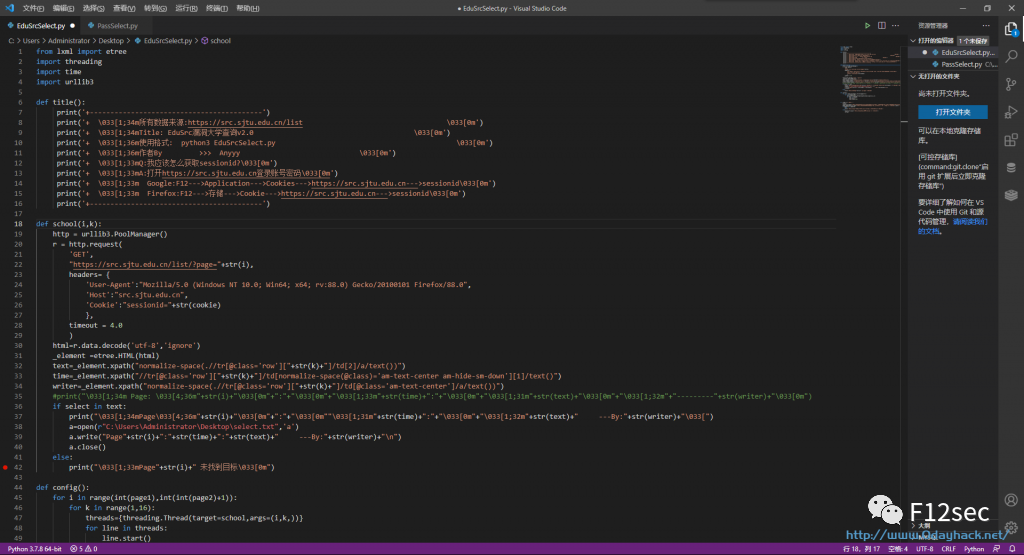 文件(F) 编辑(E) 选择(S) 查看(V) 转到(G) 运行(R) 终端(T) 帮助(H)
● EduSrcSelect.py - Visual Studio Code
EduSrcSelect.py ● PassSelect.py
C: > Users > Administrator > Desktop > EduSrcSelect.py > school
1 from lxml import etree
2 import threading
3 import time
4 import urllib3
5
6 def title():
7 print('+------------------------------------------')
8 print('+ \033[1;34m所有数据来源:https://src.sjtu.edu.cn/list \033[0m')
9 print('+ \033[1;34mTitle: EduSrc漏洞大学查询v2.0 \033[0m')
10 print('+ \033[1;36m使用格式: python3 EduSrcSelect.py \033[0m')
11 print('+ \033[1;36m作者By >>> Anyyy \033[0m')
12 print('+ \033[1;33mQ:我应该怎么获取sessionid?\033[0m')
13 print('+ \033[1;33mA:打开https://src.sjtu.edu.cn登录账号密码\033[0m')
14 print('+ \033[1;33m Google:F12--->Application--->Cookies--->https://src.sjtu.edu.cn--->sessionid\033[0m')
15 print('+ \033[1;33m Firefox:F12--->存储--->Cookie--->https://src.sjtu.edu.cn--->sessionid\033[0m')
16 print('+------------------------------------------')
17
18 def school(i,k):
19 http = urllib3.PoolManager()
20 r = http.request(
21 'GET',
22 "https://src.sjtu.edu.cn/list/?page="+str(i),
23 headers= {
24 'User-Agent':"Mozilla/5.0 (Windows NT 10.0; Win64; x64; rv:88.0) Gecko/20100101 Firefox/88.0",
25 'Host':"src.sjtu.edu.cn",
26 'Cookie':"sessionid="+str(cookie)
27 },
28 timeout = 4.0
29 )
30 html=r.data.decode('utf-8','ignore')
31 _element =etree.HTML(html)
32 text=_element.xpath("normalize-space(.//tr[@class='row']["+str(k)+"]/td[2]/a/text())")
33 time=_element.xpath("//tr[@class='row']["+str(k)+"]/td[normalize-space(@class)='am-text-center am-hide-sm-down'][1]/text()")
34 writer=_element.xpath("normalize-space(.//tr[@class='row']["+str(k)+"]/td[@class='am-text-center']/a/text())")
35 #print("\033[1;34m Page: \033[4;36m"+str(i)+"\033[0m"+":"+"\033[0m"+"\033[1;33m"+str(time)+":"+"\033[0m"+"\033[1;31m"+str(text)+"\033[0m"+"\033[1;32m"+"---------"+str(writer)+"\033[0m")
36 if select in text:
37 print("\033[1;34mPage\033[4;36m"+str(i)+"\033[0m"+":"+"\033[0m""\033[1;31m"+str(time)+":"+"\033[0m"+"\033[1;32m"+str(text)+" ---By:"+str(writer)+"\033[")
38 a=open(r"C:\Users\Administrator\Desktop\select.txt",'a')
39 a.write("Page"+str(i)+":"+str(time)+":"+str(text)+" ---By:"+str(writer)+"\n")
40 a.close()
41 else:
42 print("\033[1;33mPage"+str(i)+" 未找到目标\033[0m")
43
44 def config():
45 for i in range(int(page1),int(page2)+1)):
46 for k in range(1,16):
47 threads={threading.Thread(target=school,args=(i,k,))}
48 for line in threads:
49 line.start()
资源管理器
打开的编辑器 1 个未保存
● EduSrcSelect.py...
PassSelect.py C:\...
无打开的文件夹
尚未打开文件夹。
打开文件夹
可以在本地克隆存储
库。
[可控存储库]
(command:git.clone"启
用 git 扩展后立即克隆
存储库")
要详细了解如何在 VS
Code 中使用 Git 和源
代码管理，请阅读我们
的文档。
大纲
F12sec
http://www.0dayhack.net/
Python 3.7.8 64-bit 5 0
行 18, 列 17 空格: 4 UTF-8 CRLF Python